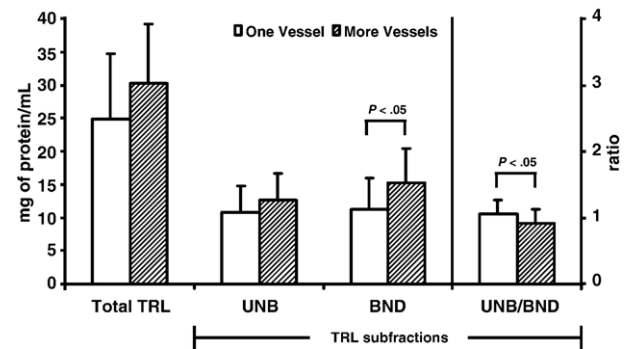 40
35
30
25
20
15
10
5
0
mg of protein/mL
One Vessel More Vessels
P < .05
P < .05
4
3
2
1
0
ratio
Total TRL UNB BND UNB/BND
TRL subfractions